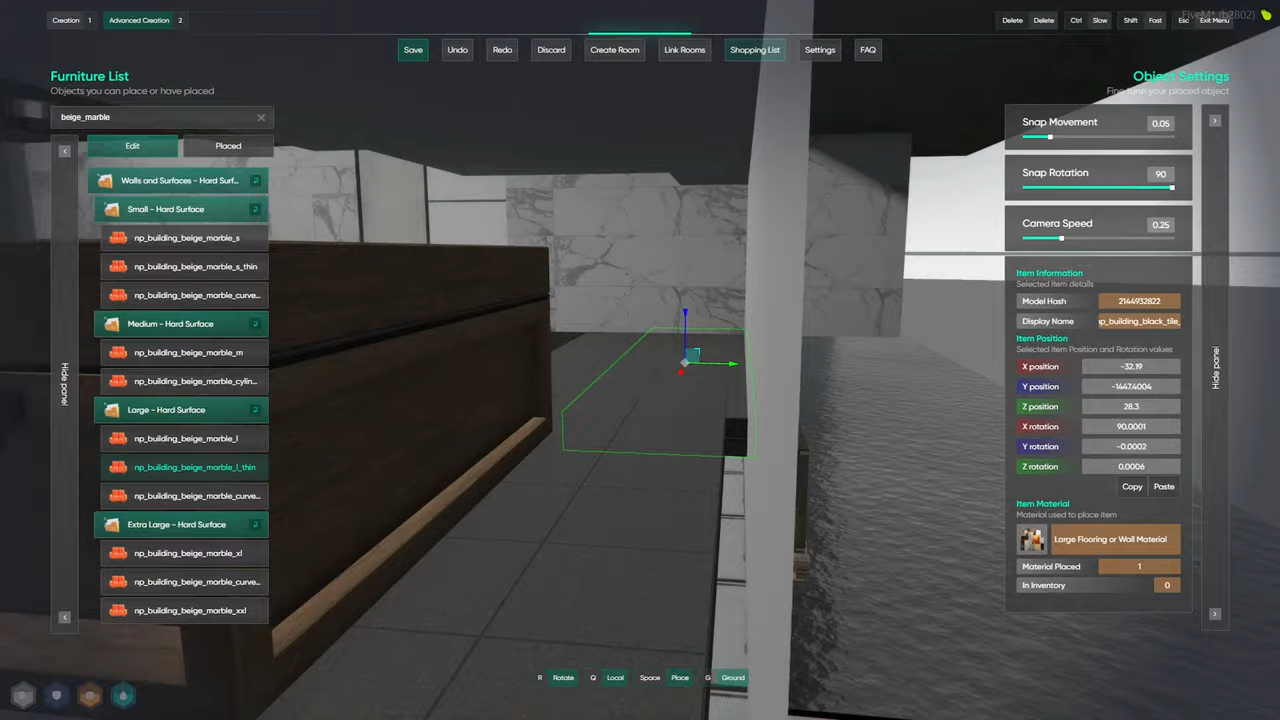 Creation 1 Advanced Creation 2
Delete Delete Ctrl Slow Shift Fast Esc Exit Menu
FiveM® (b2802)
Save Undo Redo Discard Create Room Link Rooms Shopping List Settings FAQ
Furniture List
Objects you can place or have placed
beige_marble
Edit Placed
Walls and Surfaces - Hard Surf...
Small - Hard Surface
np_building_beige_marble_s
np_building_beige_marble_s_thin
np_building_beige_marble_curve...
Medium - Hard Surface
np_building_beige_marble_m
np_building_beige_marble_cylin...
Large - Hard Surface
np_building_beige_marble_l
np_building_beige_marble_l_thin
np_building_beige_marble_curve...
Extra Large - Hard Surface
np_building_beige_marble_xl
np_building_beige_marble_curve...
np_building_beige_marble_xxl
Hide panel
Object Settings
Fine tune your placed object
Snap Movement 0.05
Snap Rotation 90
Camera Speed 0.25
Item Information
Selected item details
Model Hash 2144932822
Display Name np_building_black_tile_
Item Position
Selected item Position and Rotation values
X position -32.19
Y position -1447.4004
Z position 28.3
X rotation 90.0001
Y rotation -0.0002
Z rotation 0.0006
Copy Paste
Item Material
Material used to place item
Large Flooring or Wall Material
Material Placed 1
In Inventory 0
Hide panel
R Rotate Q Local Space Place G Ground